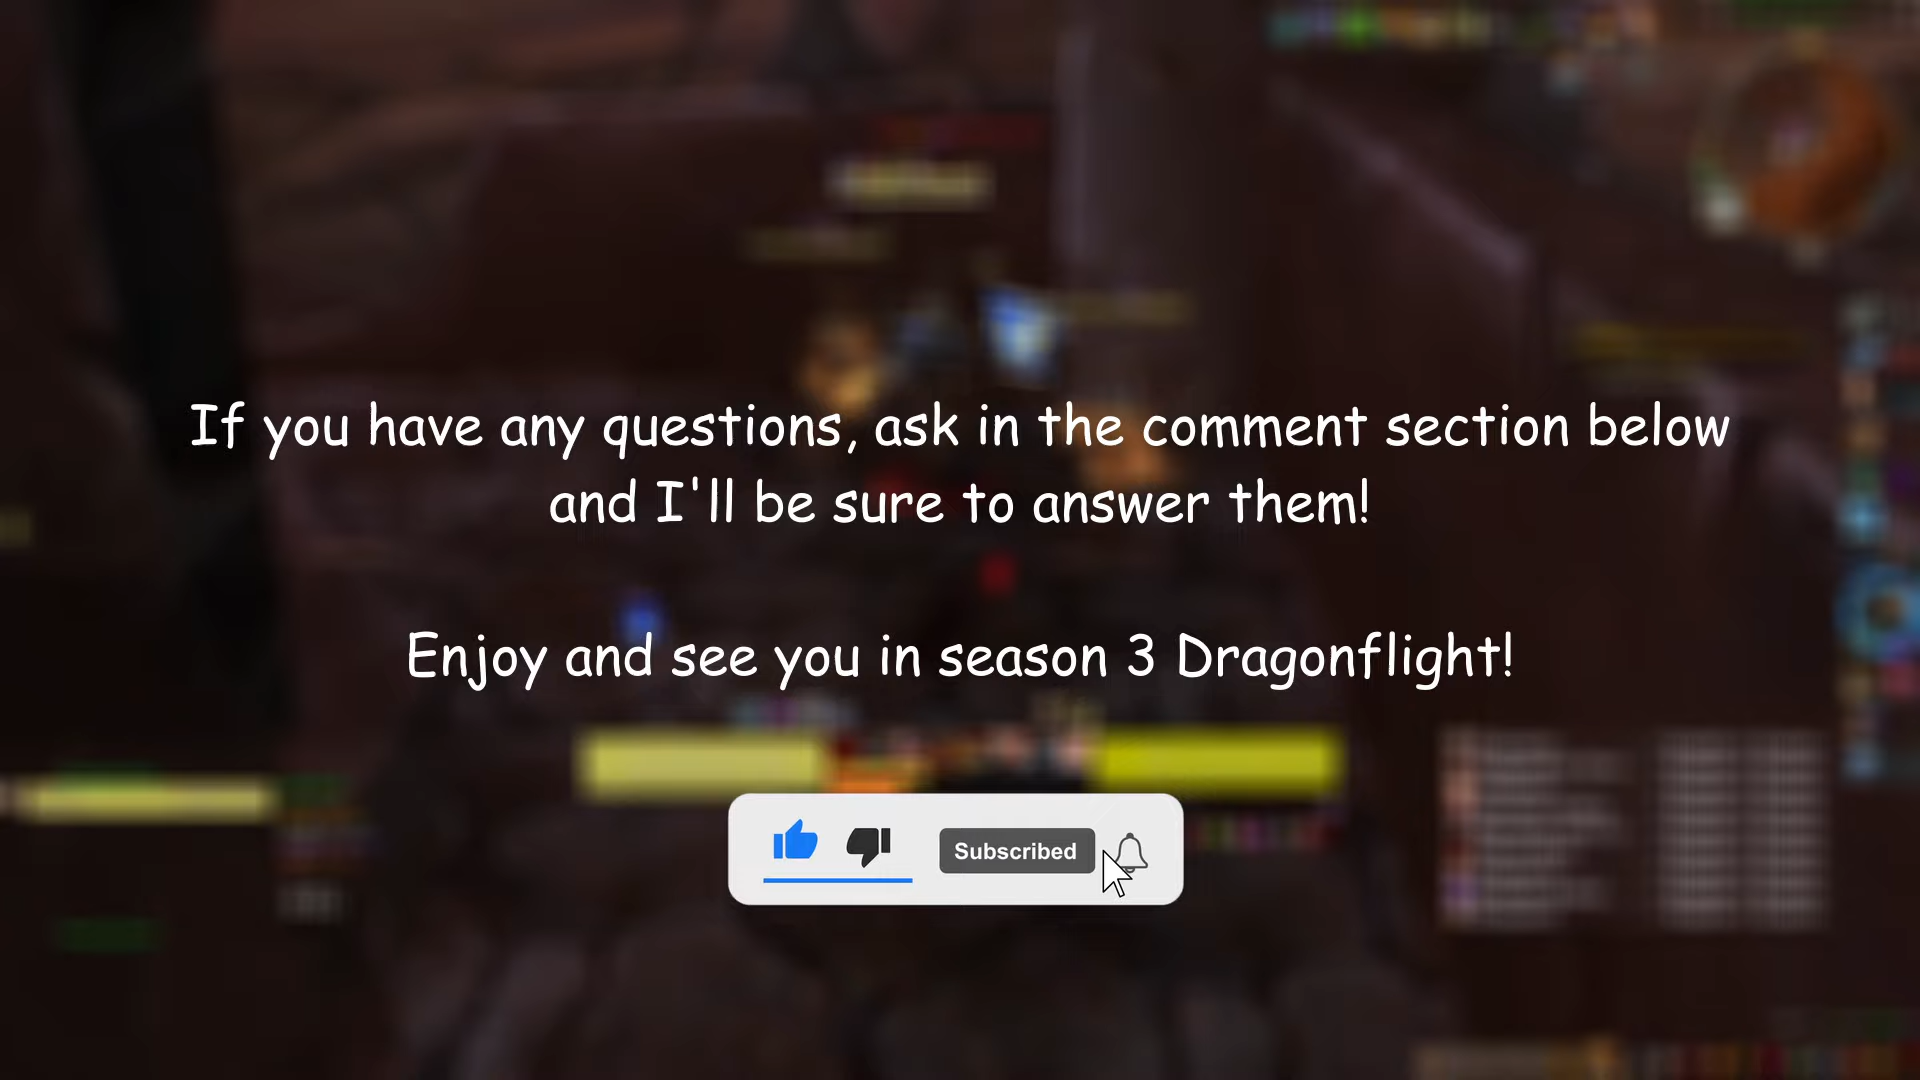 If you have any questions, ask in the comment section below
and I'll be sure to answer them!
Enjoy and see you in season 3 Dragonflight!
Subscribed